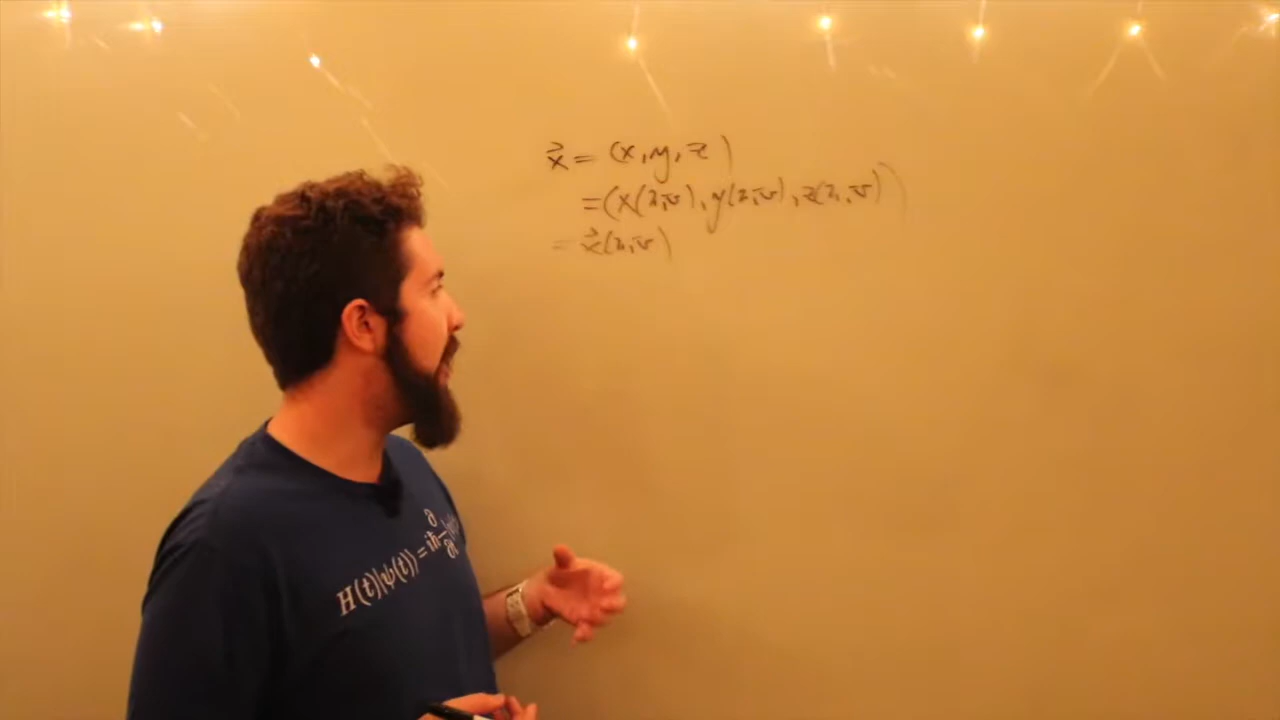 x⃗ = (x, y, z)
= (x(u,v), y(u,v), z(u,v))
= x⃗(u,v)
H(t)|ψ(t)⟩ = iħ ∂/∂t